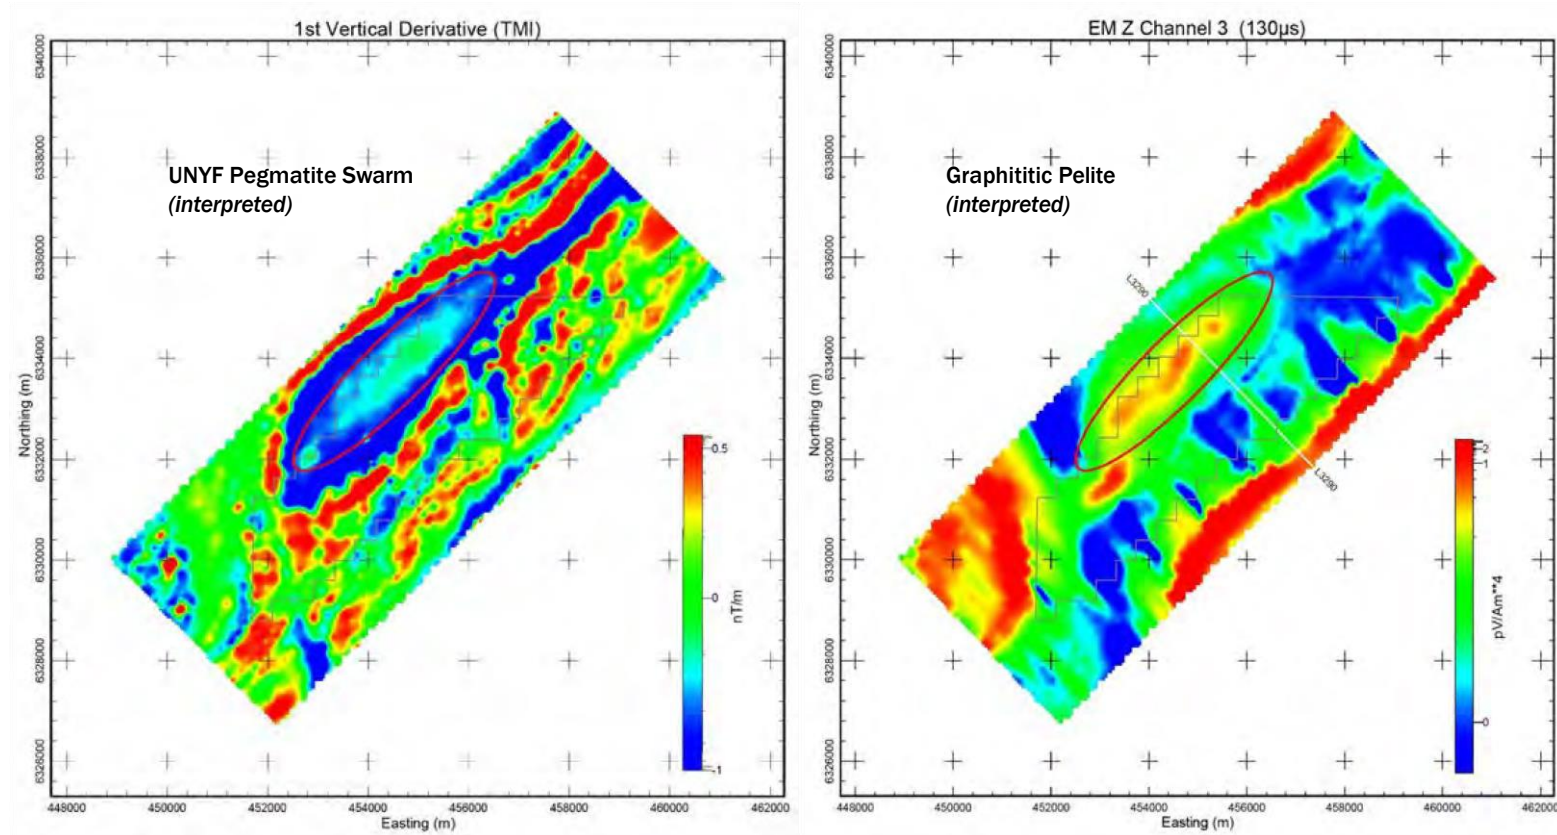 1st Vertical Derivative (TMI)
UNYF Pegmatite Swarm
(interpreted)
6340000
6338000
6336000
6334000
6332000
6330000
6328000
6326000
Northing (m)
0.5
0
-1
nT/m
448000 450000 452000 454000 456000 458000 460000 462000
Easting (m)
EM Z Channel 3 (130µs)
Graphititic Pelite
(interpreted)
6340000
6338000
6336000
6334000
6332000
6330000
6328000
6326000
Northing (m)
L3290
L3290
2
1
0
pV/Am**4
448000 450000 452000 454000 456000 458000 460000 462000
Easting (m)